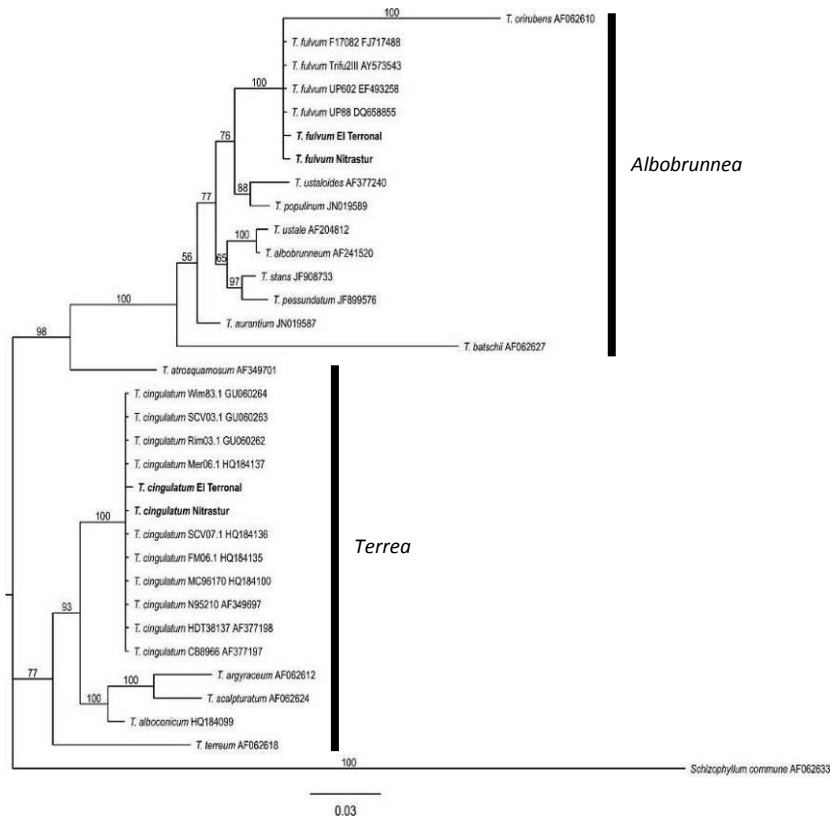 100
T. orirubens AF062610
T. fulvum F17082 FJ717488
T. fulvum Trifu2III AY573543
100
T. fulvum UP602 EF493258
T. fulvum UP88 DQ658855
76
T. fulvum El Terronal
T. fulvum Nitrastur
Albobrunnea
T. ustaloides AF377240
88
77
T. populinum JN019589
100
T. ustale AF204812
T. albobrunneum AF241520
56
65
T. stans JF908733
97
T. pessundatum JF899576
100
T. aurantium JN019587
98
T. batschii AF062627
T. atrosquamosum AF349701
T. cingulatum Wim83.1 GU060264
T. cingulatum SCV03.1 GU060263
T. cingulatum Rim03.1 GU060262
T. cingulatum Mer06.1 HQ184137
T. cingulatum El Terronal
100
T. cingulatum Nitrastur
T. cingulatum SCV07.1 HQ184136
Terrea
T. cingulatum FM06.1 HQ184135
T. cingulatum MC96170 HQ184100
93
T. cingulatum N95210 AF349697
T. cingulatum HDT38137 AF377198
T. cingulatum CB8966 AF377197
77
100
T. argyraceum AF062612
100
T. scalpturatum AF062624
T. alboconicum HQ184099
T. terreum AF062618
100
Schizophyllum commune AF062633
0.03